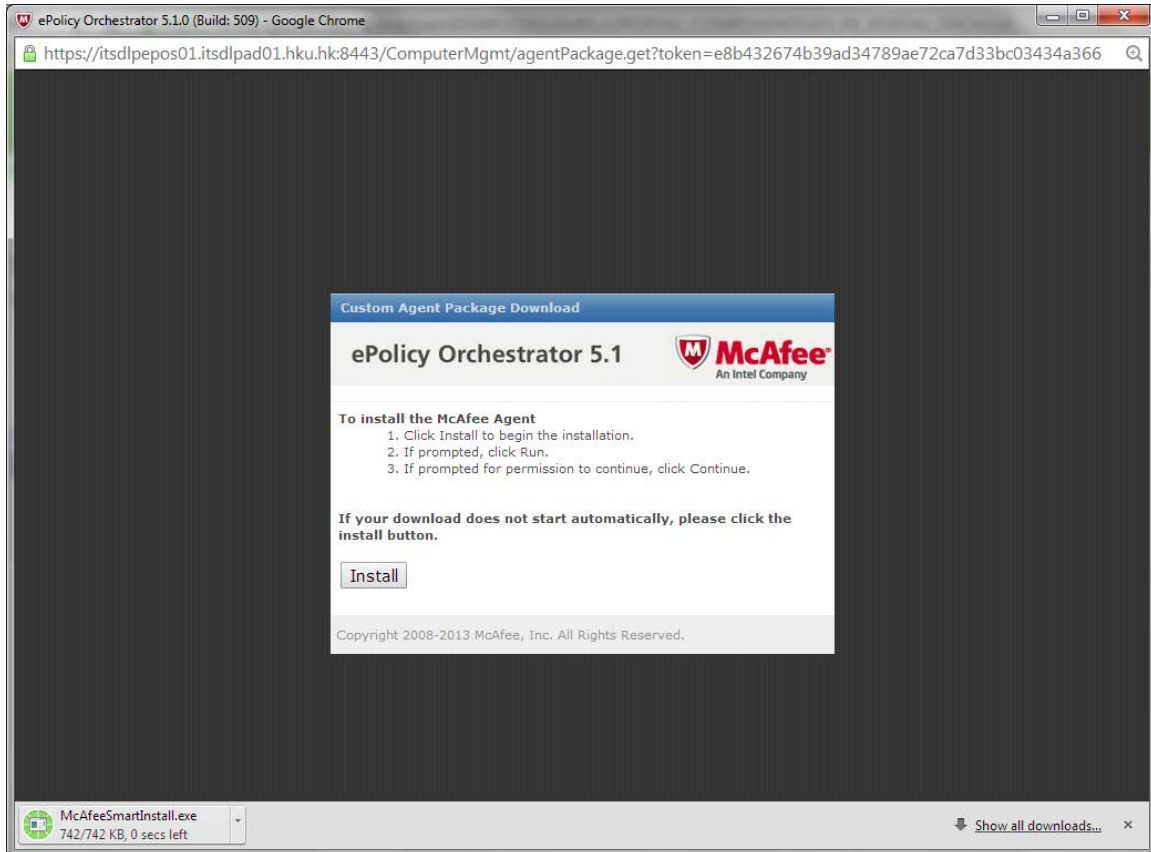 ePolicy Orchestrator 5.1.0 (Build: 509) - Google Chrome
https://itsdlpepos01.itsdlpad01.hku.hk:8443/ComputerMgmt/agentPackage.get?token=e8b432674b39ad34789ae72ca7d33bc03434a366
Custom Agent Package Download
ePolicy Orchestrator 5.1
McAfee
An Intel Company
To install the McAfee Agent
1. Click Install to begin the installation.
2. If prompted, click Run.
3. If prompted for permission to continue, click Continue.
If your download does not start automatically, please click the
install button.
Install
Copyright 2008-2013 McAfee, Inc. All Rights Reserved.
McAfeeSmartInstall.exe
742/742 KB, 0 secs left
Show all downloads...